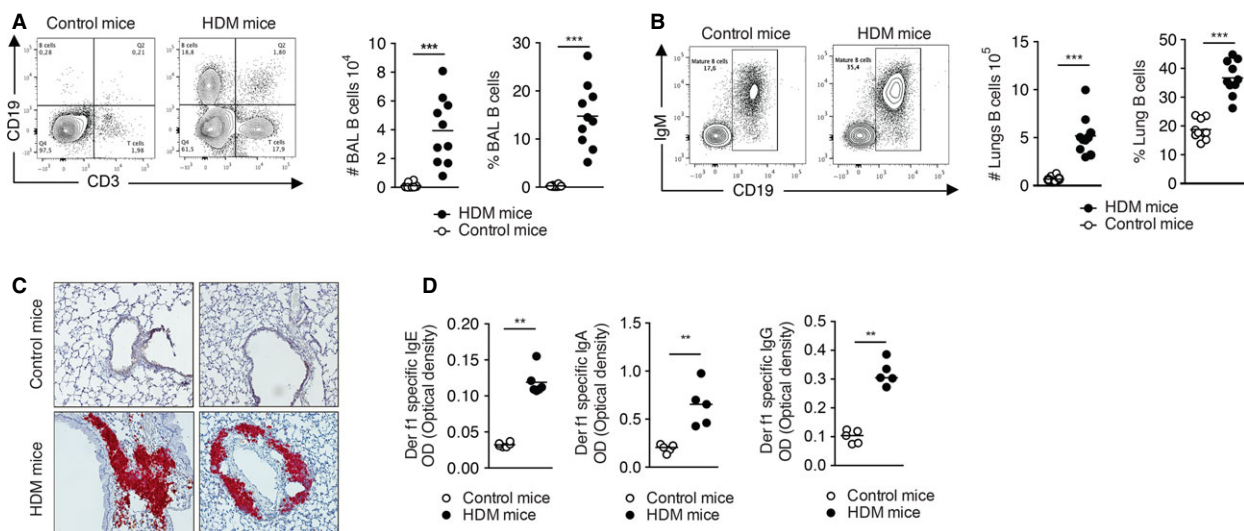 A
Control mice
HDM mice
CD19
CD3
B cells
0,28
Q2
0,21
Q4
97,5
T cells
1,98
B cells
18,8
Q2
1,80
Q4
61,5
T cells
17,9
# BAL B cells 10⁴
10
8
6
4
2
0
***
% BAL B cells
30
20
10
0
***
HDM mice
Control mice
B
Control mice
HDM mice
IgM
CD19
Mature B cells
17,6
Mature B cells
35,4
# Lungs B cells 10⁵
15
10
5
0
***
% Lung B cells
50
40
30
20
10
0
***
HDM mice
Control mice
C
Control mice
HDM mice
D
Der f1 specific IgE
OD (Optical density)
0.20
0.15
0.10
0.05
0.00
**
Control mice
HDM mice
Der f1 specific IgA
OD (Optical density)
1.5
1.0
0.5
0.0
**
Control mice
HDM mice
Der f1 specific IgG
OD (Optical density)
0.5
0.4
0.3
0.2
0.1
0.0
**
Control mice
HDM mice